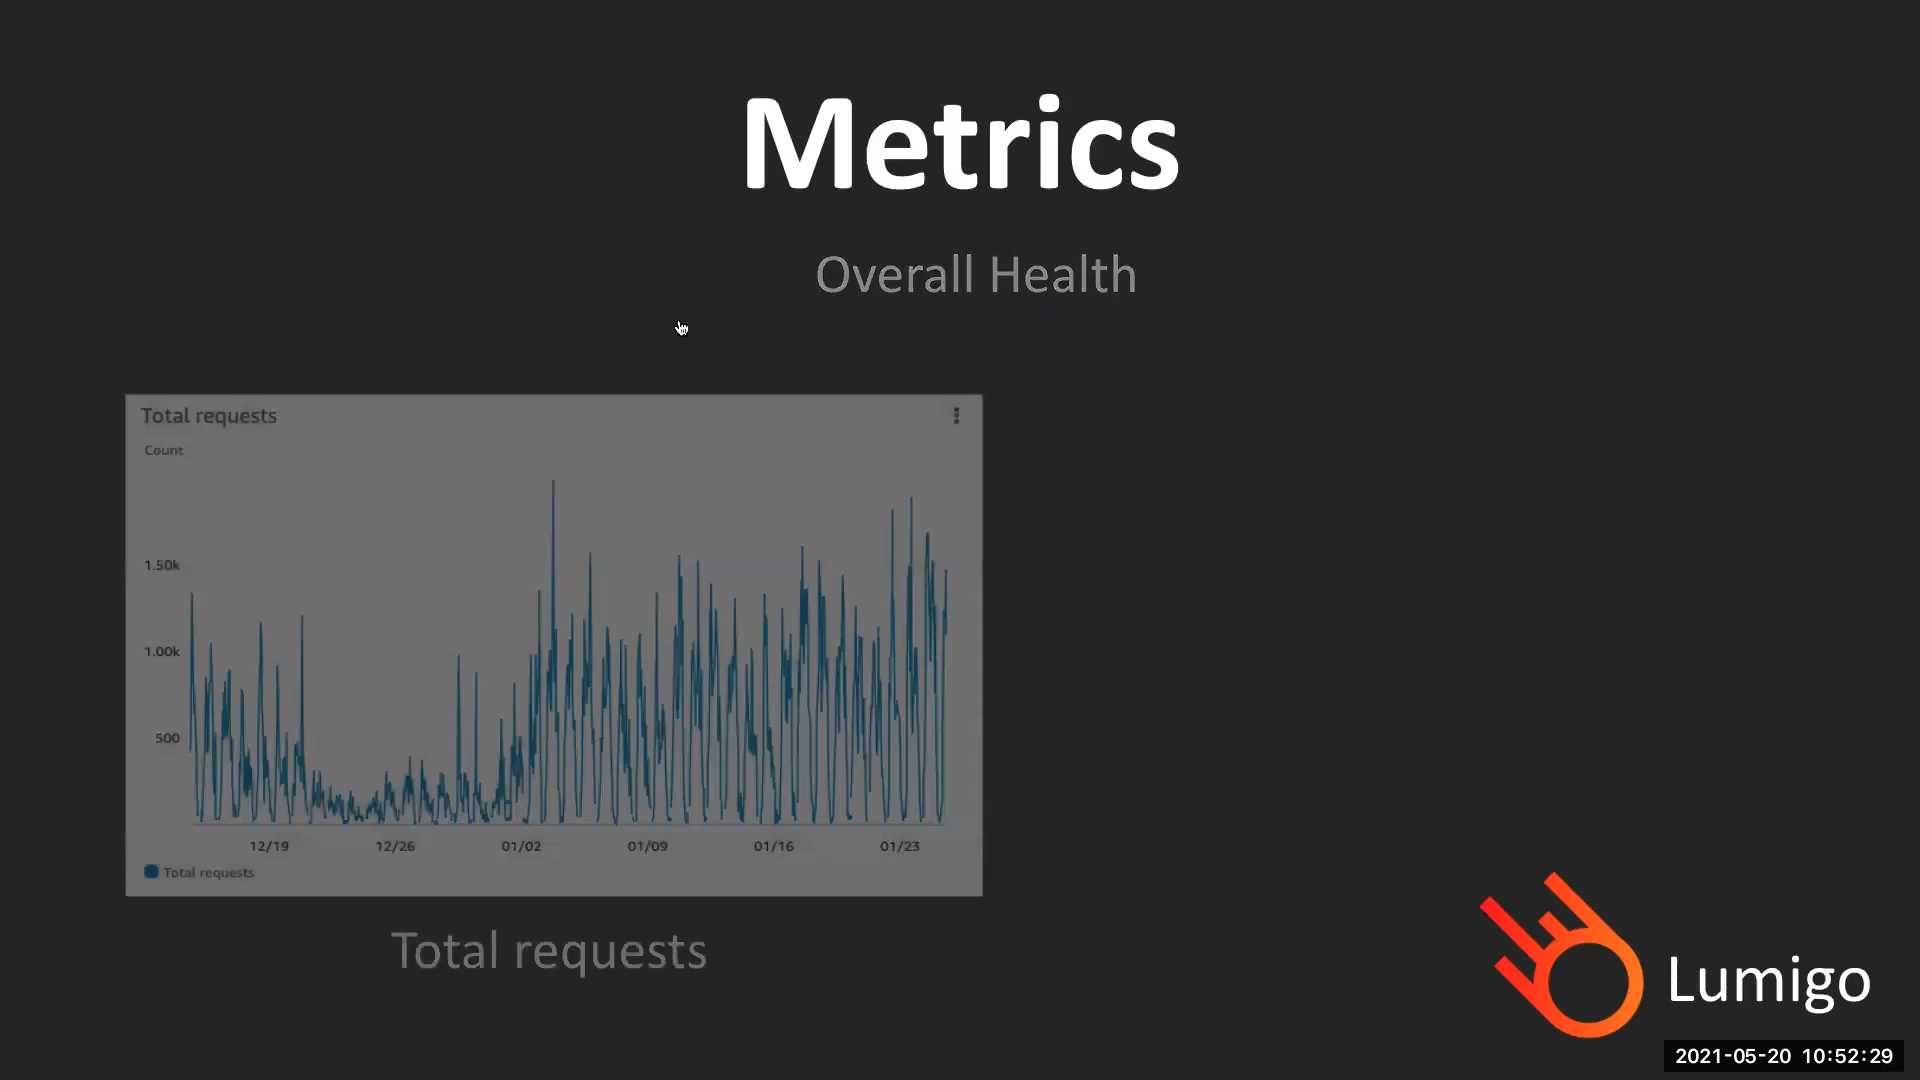 Metrics
Overall Health
Total requests
Count
1.50k
1.00k
500
12/19 12/26 01/02 01/09 01/16 01/23
Total requests
Total requests
Lumigo
2021-05-20 10:52:29